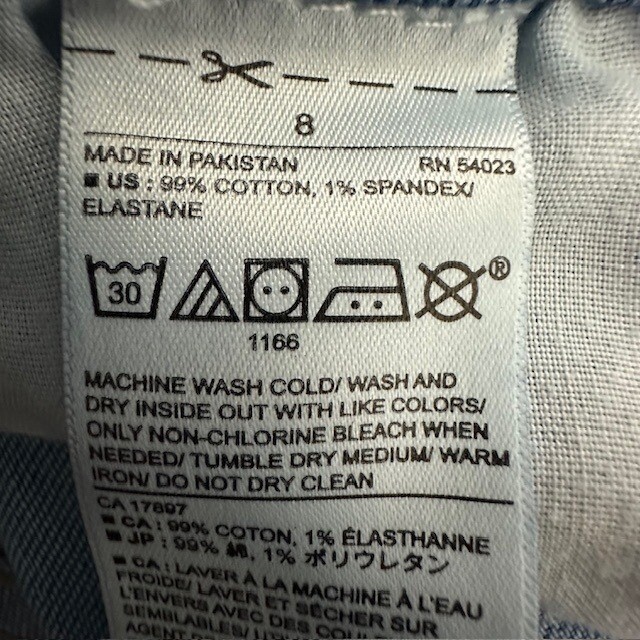 8
MADE IN PAKISTAN RN 54023
■ US : 99% COTTON, 1% SPANDEX/
ELASTANE
30 ®
1166
MACHINE WASH COLD/ WASH AND
DRY INSIDE OUT WITH LIKE COLORS/
ONLY NON-CHLORINE BLEACH WHEN
NEEDED/ TUMBLE DRY MEDIUM/ WARM
IRON/ DO NOT DRY CLEAN
CA 17897
■ CA : 99% COTON, 1% ÉLASTHANNE
■ JP : 99% 綿, 1% ポリウレタン
■ CA : LAVER À LA MACHINE À L'EAU
FROIDE/ LAVER ET SÉCHER SUR
L'ENVERS AVEC DES
SEMBLABLES/
AGENT